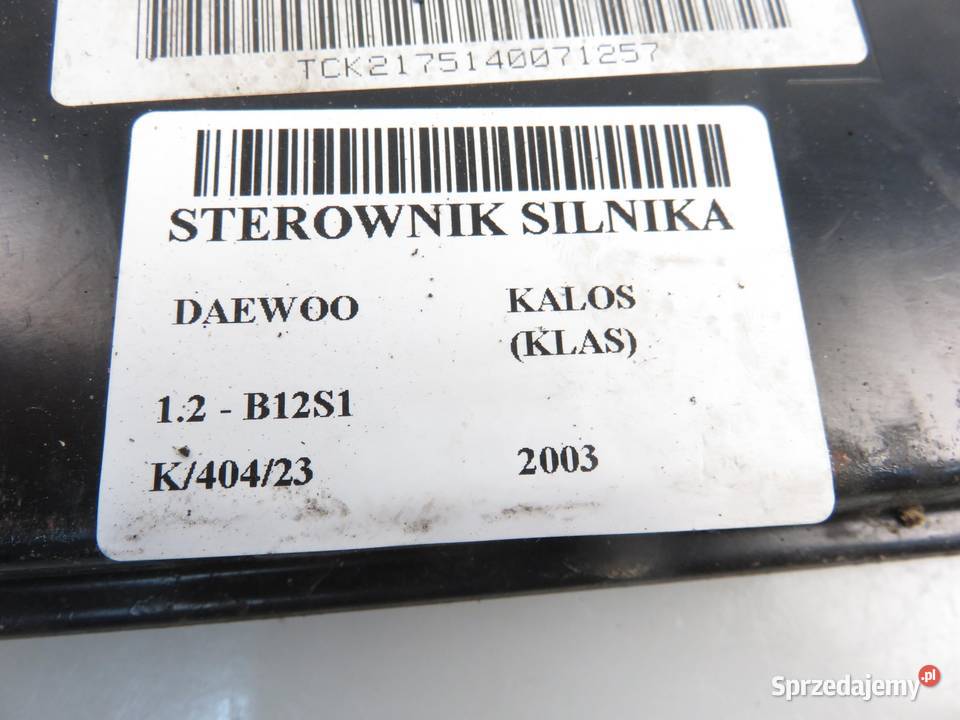 TCK2175140071257
STEROWNIK SILNIKA
DAEWOO KALOS
(KLAS)
1.2 - B12S1
K/404/23 2003
Sprzedajemy.pl